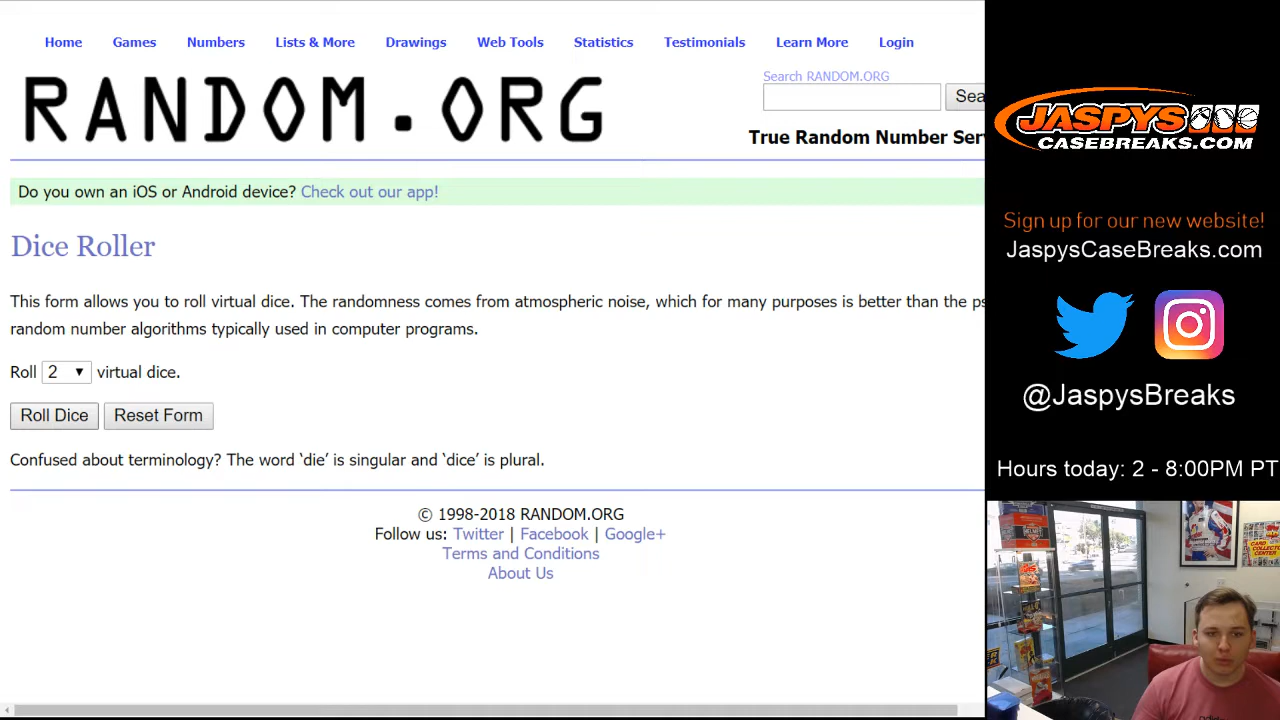 Home Games Numbers Lists & More Drawings Web Tools Statistics Testimonials Learn More Login
RANDOM.ORG
Search RANDOM.ORG
Sea
True Random Number Ser
Do you own an iOS or Android device? Check out our app!
Dice Roller
This form allows you to roll virtual dice. The randomness comes from atmospheric noise, which for many purposes is better than the ps
random number algorithms typically used in computer programs.
Roll 2 virtual dice.
Roll Dice Reset Form
Confused about terminology? The word ‘die’ is singular and ‘dice’ is plural.
© 1998-2018 RANDOM.ORG
Follow us: Twitter | Facebook | Google+
Terms and Conditions
About Us
JASPYS
CASEBREAKS.COM
Sign up for our new website!
JaspysCaseBreaks.com
@JaspysBreaks
Hours today: 2 - 8:00PM PT
CARD
COLLECTOR
CENTER